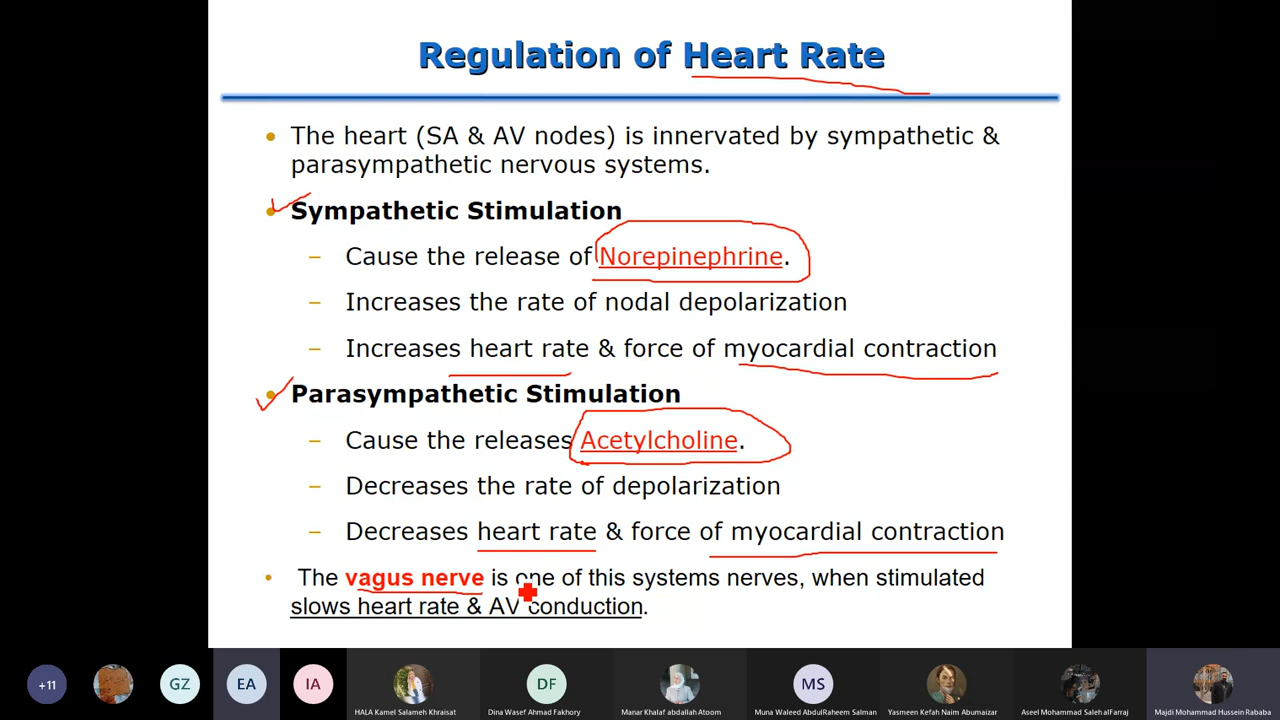 Regulation of Heart Rate
• The heart (SA & AV nodes) is innervated by sympathetic &
parasympathetic nervous systems.
• Sympathetic Stimulation
– Cause the release of Norepinephrine.
– Increases the rate of nodal depolarization
– Increases heart rate & force of myocardial contraction
• Parasympathetic Stimulation
– Cause the releases Acetylcholine.
– Decreases the rate of depolarization
– Decreases heart rate & force of myocardial contraction
• The vagus nerve is one of this systems nerves, when stimulated
slows heart rate & AV conduction.
+11 GZ EA IA DF MS
HALA Kamel Salameh Khraisat Dina Wasef Ahmad Fakhory Manar Khalaf abdallah Atoom Muna Waleed AbdulRaheem Salman Yasmeen Kefah Naim Abumaizar Aseel Mohammad Saleh alFarraj Majdi Mohammad Hussein Rababa